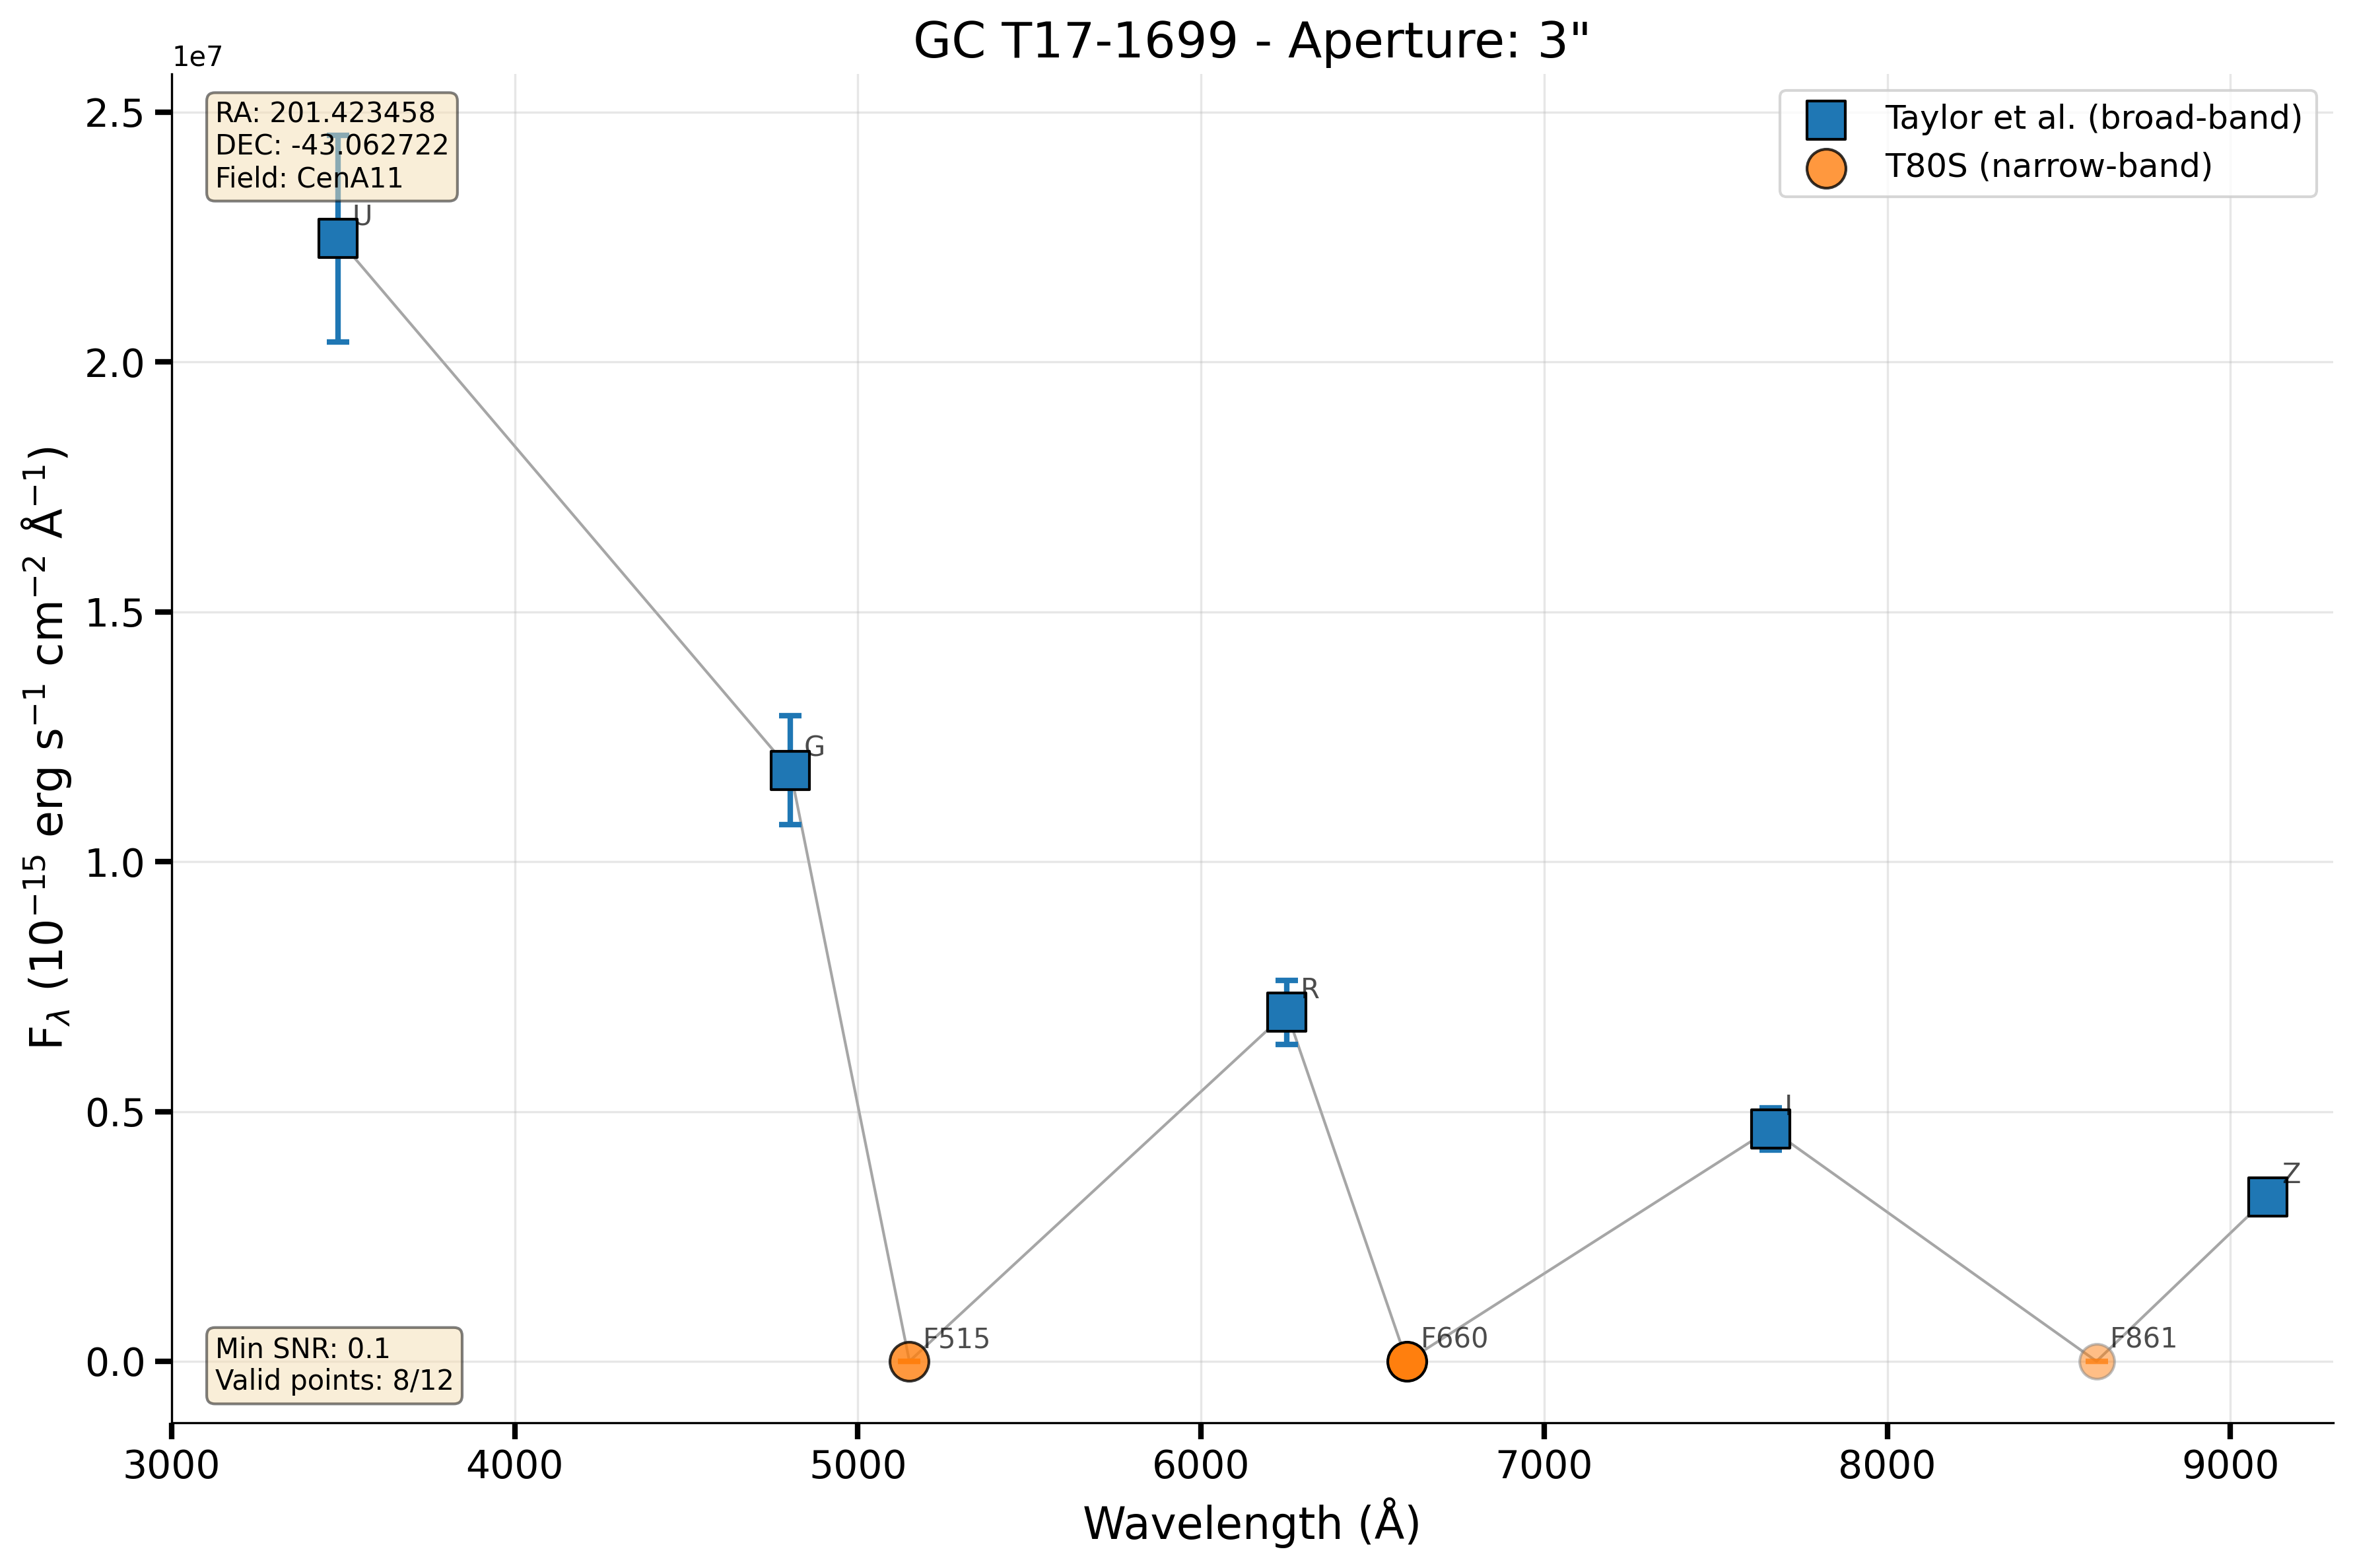 GC T17-1699 - Aperture: 3"
1e7
RA: 201.423458
DEC: -43.062722
Field: CenA11
Taylor et al. (broad-band)
T80S (narrow-band)
2.5
2.0
1.5
1.0
0.5
0.0
F_λ (10⁻¹⁵ erg s⁻¹ cm⁻² Å⁻¹)
U
G
R
I
Z
F515
F660
F861
Min SNR: 0.1
Valid points: 8/12
3000 4000 5000 6000 7000 8000 9000
Wavelength (Å)